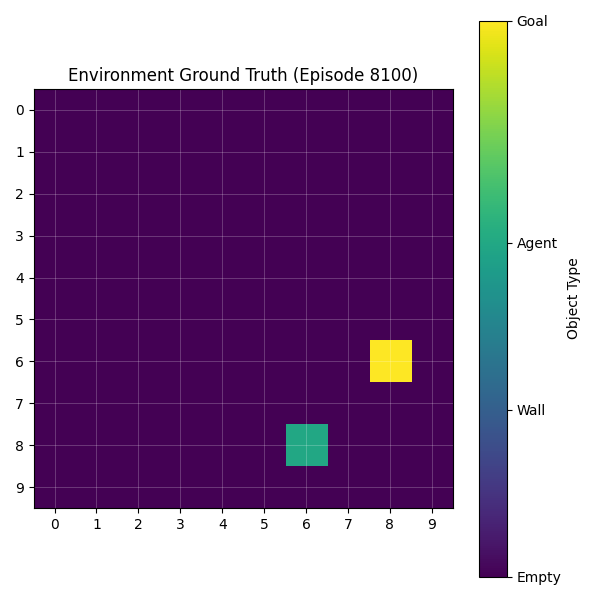 Environment Ground Truth (Episode 8100)
0
1
2
3
4
5
6
7
8
9
0 1 2 3 4 5 6 7 8 9
Goal
Agent
Wall
Empty
Object Type